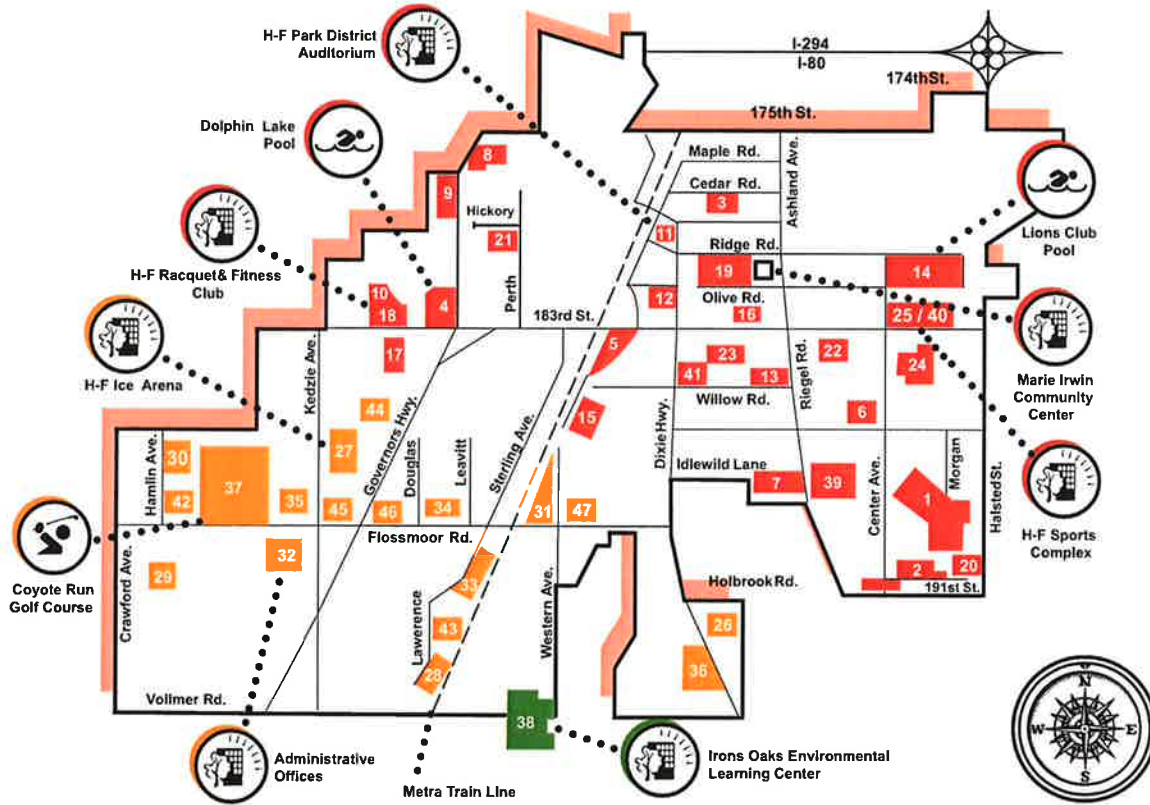 H-F Park District
Auditorium
I-294
I-80
174th St.
175th St.
Dolphin Lake
Pool
Maple Rd.
Cedar Rd.
Ashland Ave.
8
9
3
Hickory
21
Perth
11
Ridge Rd.
Lions Club
Pool
H-F Racquet & Fitness
Club
10
18
4
19
14
12
Olive Rd.
16
25 / 40
183rd St.
H-F Ice Arena
Kedzie Ave.
17
5
23
41
13
Riegel Rd.
22
24
Marie Irwin
Community
Center
Willow Rd.
44
Governors Hwy.
Sterling Ave.
15
Dixie Hwy.
6
Hamlin Ave.
30
42
37
27
35
45
46
Douglas
34
Leavitt
31
47
Idlewild Lane
7
39
Center Ave.
1
Morgan
Halsted St.
H-F Sports
Complex
Flossmoor Rd.
Coyote Run
Golf Course
Crawford Ave.
29
32
33
Lawerence
43
28
Western Ave.
Holbrook Rd.
26
36
2
20
191st St.
Vollmer Rd.
38
Administrative
Offices
Metra Train Line
Irons Oaks Environmental
Learning Center
N
W
E
S